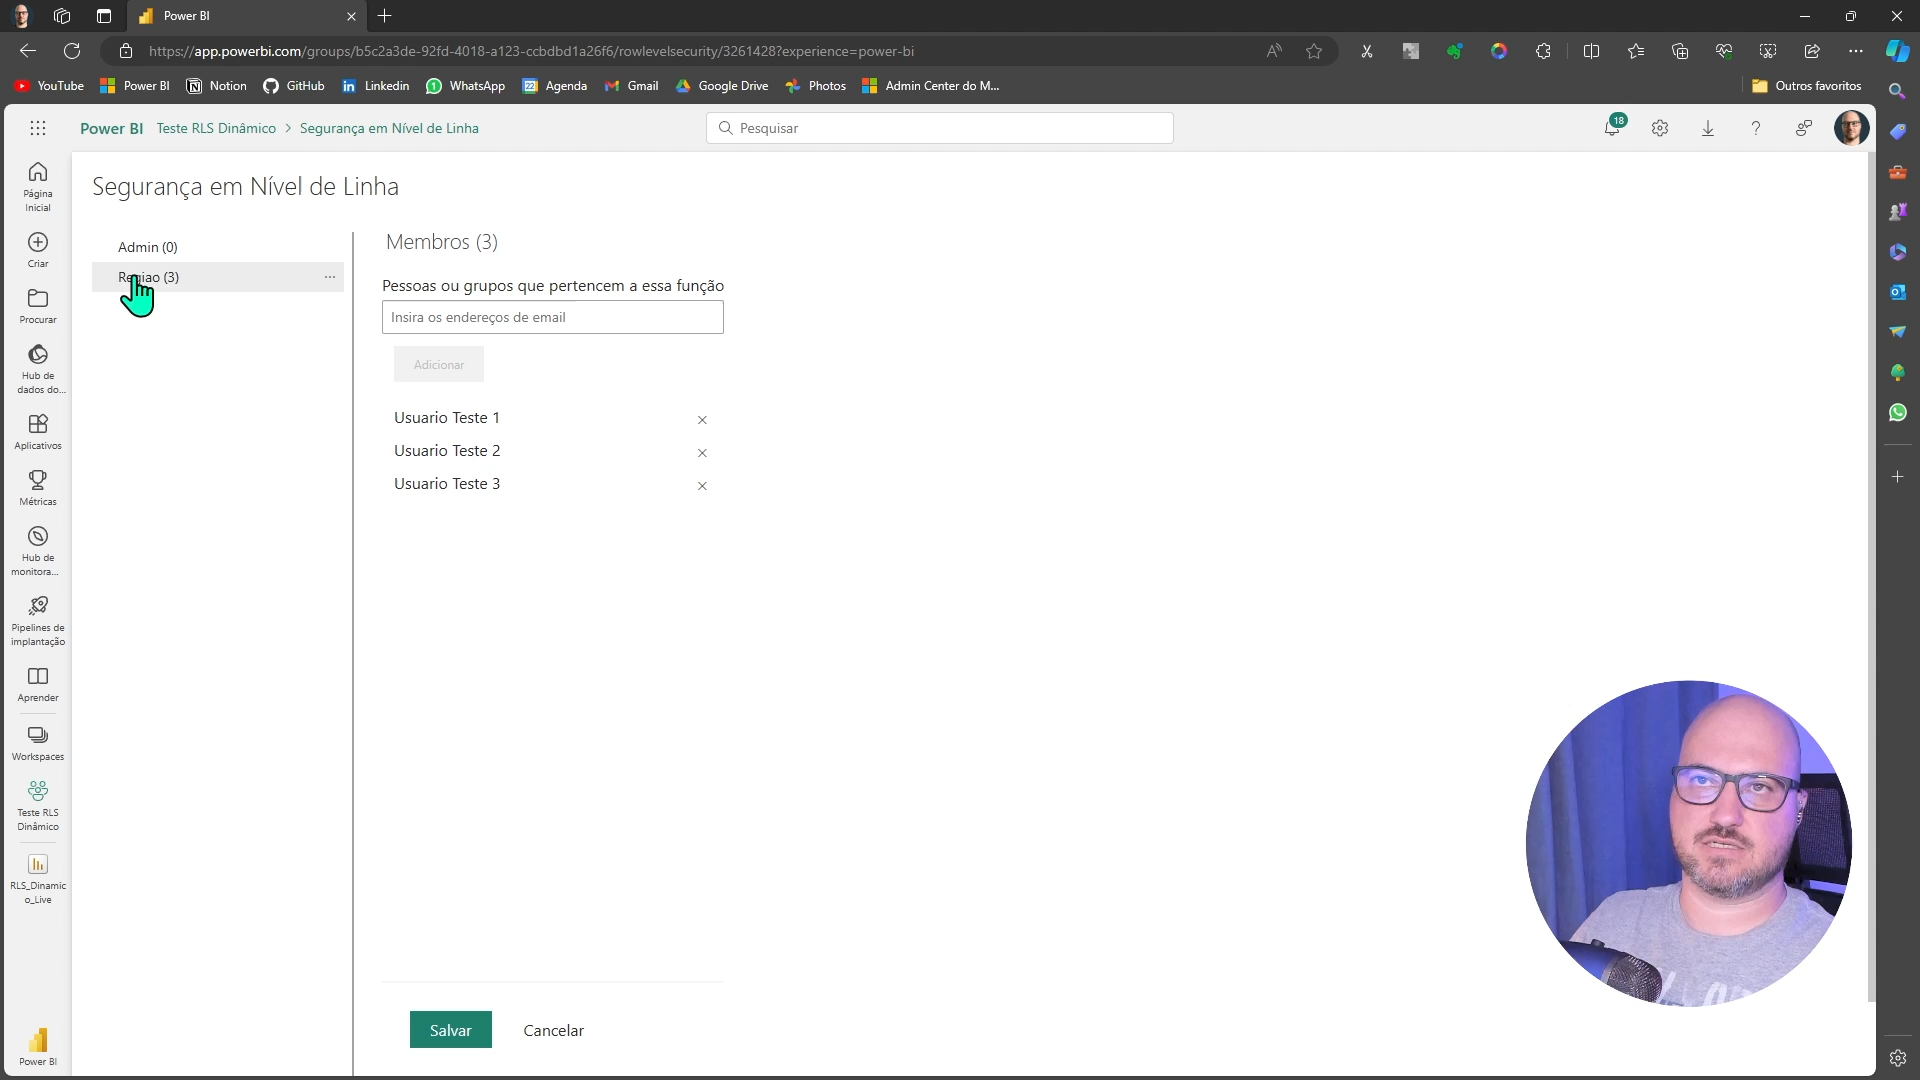 Power BI
https://app.powerbi.com/groups/b5c2a3de-92fd-4018-a123-ccbdbd1a26f6/rowlevelsecurity/3261428?experience=power-bi
YouTube Power BI Notion GitHub Linkedin WhatsApp Agenda Gmail Google Drive Photos Admin Center do M... Outros favoritos
Power BI Teste RLS Dinâmico > Segurança em Nível de Linha
Pesquisar
18
Página
Inicial
Criar
Procurar
Hub de
dados do...
Aplicativos
Métricas
Hub de
monitora...
Pipelines de
implantação
Aprender
Workspaces
Teste RLS
Dinâmico
RLS_Dinamic
o_Live
Power BI
Segurança em Nível de Linha
Admin (0)
Regiao (3)
Membros (3)
Pessoas ou grupos que pertencem a essa função
Insira os endereços de email
Adicionar
Usuario Teste 1
Usuario Teste 2
Usuario Teste 3
Salvar Cancelar